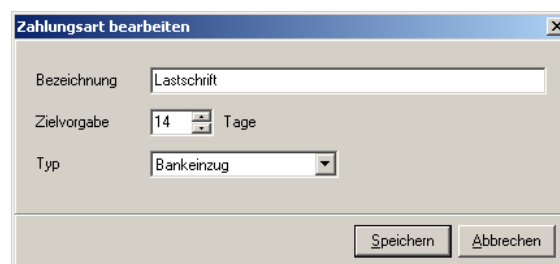 Zahlungsart bearbeiten
Bezeichnung Lastschrift
Zielvorgabe 14 Tage
Typ Bankeinzug
Speichern Abbrechen